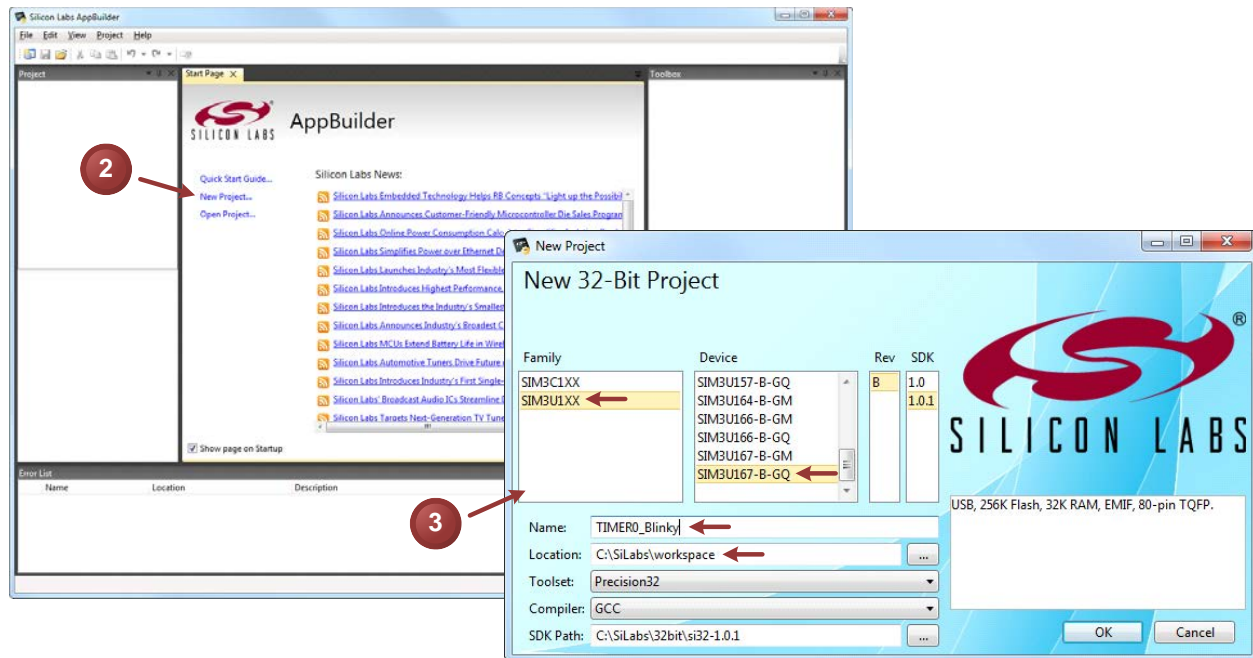 Silicon Labs AppBuilder
File Edit View Project Help
Project
Start Page X
Toolbox
SILICON LABS
AppBuilder
2
Quick Start Guide...
New Project...
Open Project...
Silicon Labs News:
Silicon Labs Embedded Technology Helps RB Concepts "Light up the Possibil
Silicon Labs Announces Customer-Friendly Microcontroller Die Sales Program
Silicon Labs Online Power Consumption
Silicon Labs Simplifies Power over Ethernet
Silicon Labs Launches Industry's Most Flexible
Silicon Labs Introduces Highest Performance,
Silicon Labs Introduces the Industry's Smallest
Silicon Labs Announces Industry's Broadest C
Silicon Labs MCUs Extend Battery Life in
Silicon Labs Automotive Tuners Drive Future
Silicon Labs Introduces Industry's First Single-
Silicon Labs' Broadcast Audio ICs Streamline
Silicon Labs Targets Next-Generation TV
Show page on Startup
Error List
Name Location Description
3
New Project
New 32-Bit Project
Family Device Rev SDK
SIM3C1XX SIM3U157-B-GQ B 1.0
SIM3U1XX SIM3U164-B-GM 1.0.1
SIM3U166-B-GM
SIM3U166-B-GQ
SIM3U167-B-GM
SIM3U167-B-GQ
®
SILICON LABS
USB, 256K Flash, 32K RAM, EMIF, 80-pin TQFP.
Name: TIMER0_Blinky
Location: C:\SiLabs\workspace ...
Toolset: Precision32
Compiler: GCC
SDK Path: C:\SiLabs\32bit\si32-1.0.1 ...
OK Cancel